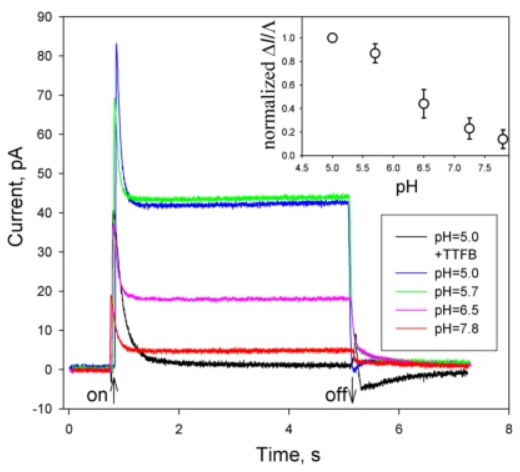 90
80
70
60
50
40
30
20
10
0
-10
Current, pA
0 2 4 6 8
Time, s
on
off
normalized ΔI/Λ
1.0
0.8
0.6
0.4
0.2
0.0
4.5 5.0 5.5 6.0 6.5 7.0 7.5
pH
pH=5.0
+TTFB
pH=5.0
pH=5.7
pH=6.5
pH=7.8